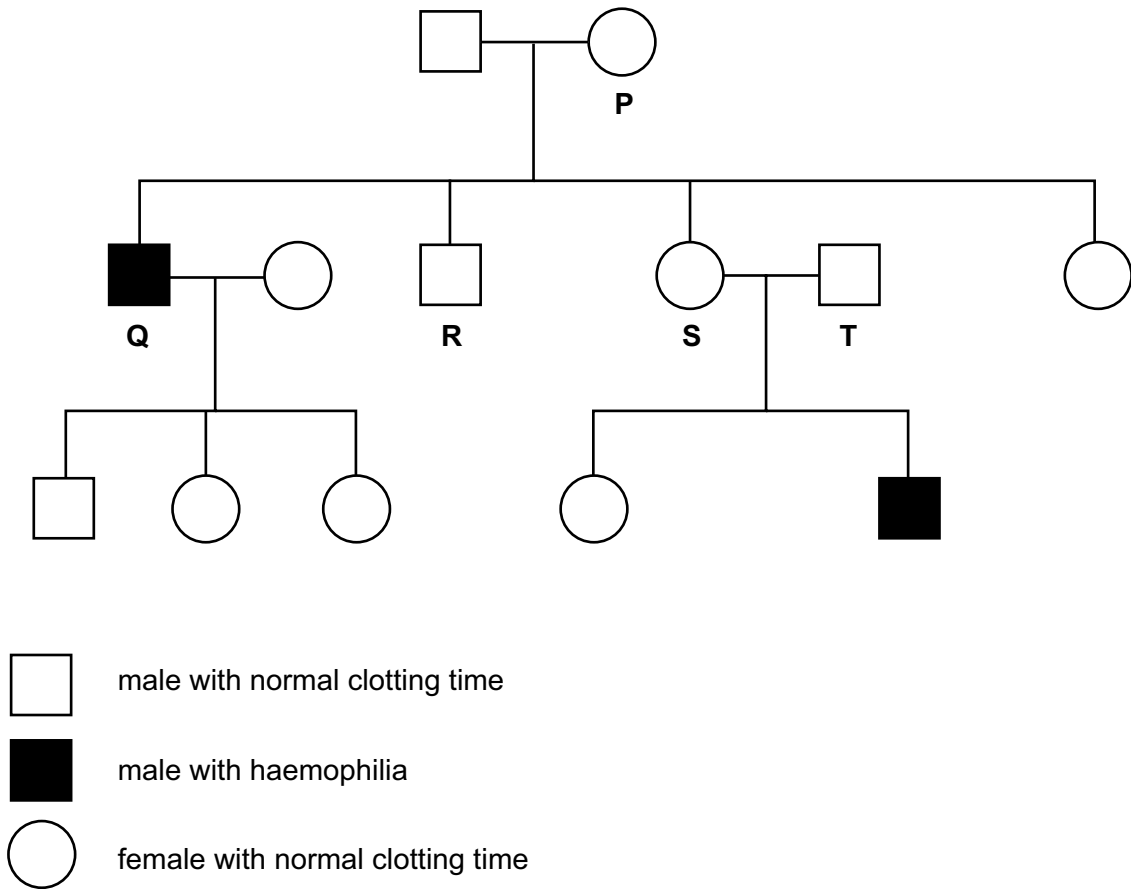 P
Q R S T
male with normal clotting time
male with haemophilia
female with normal clotting time